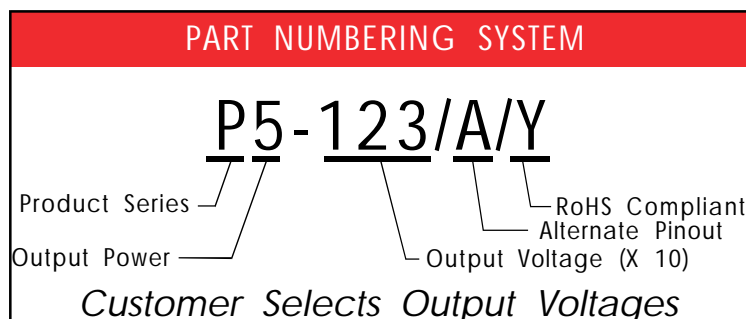 PART NUMBERING SYSTEM
P5-123/A/Y
Product Series
RoHS Compliant
Alternate Pinout
Output Power
Output Voltage (X 10)
Customer Selects Output Voltages